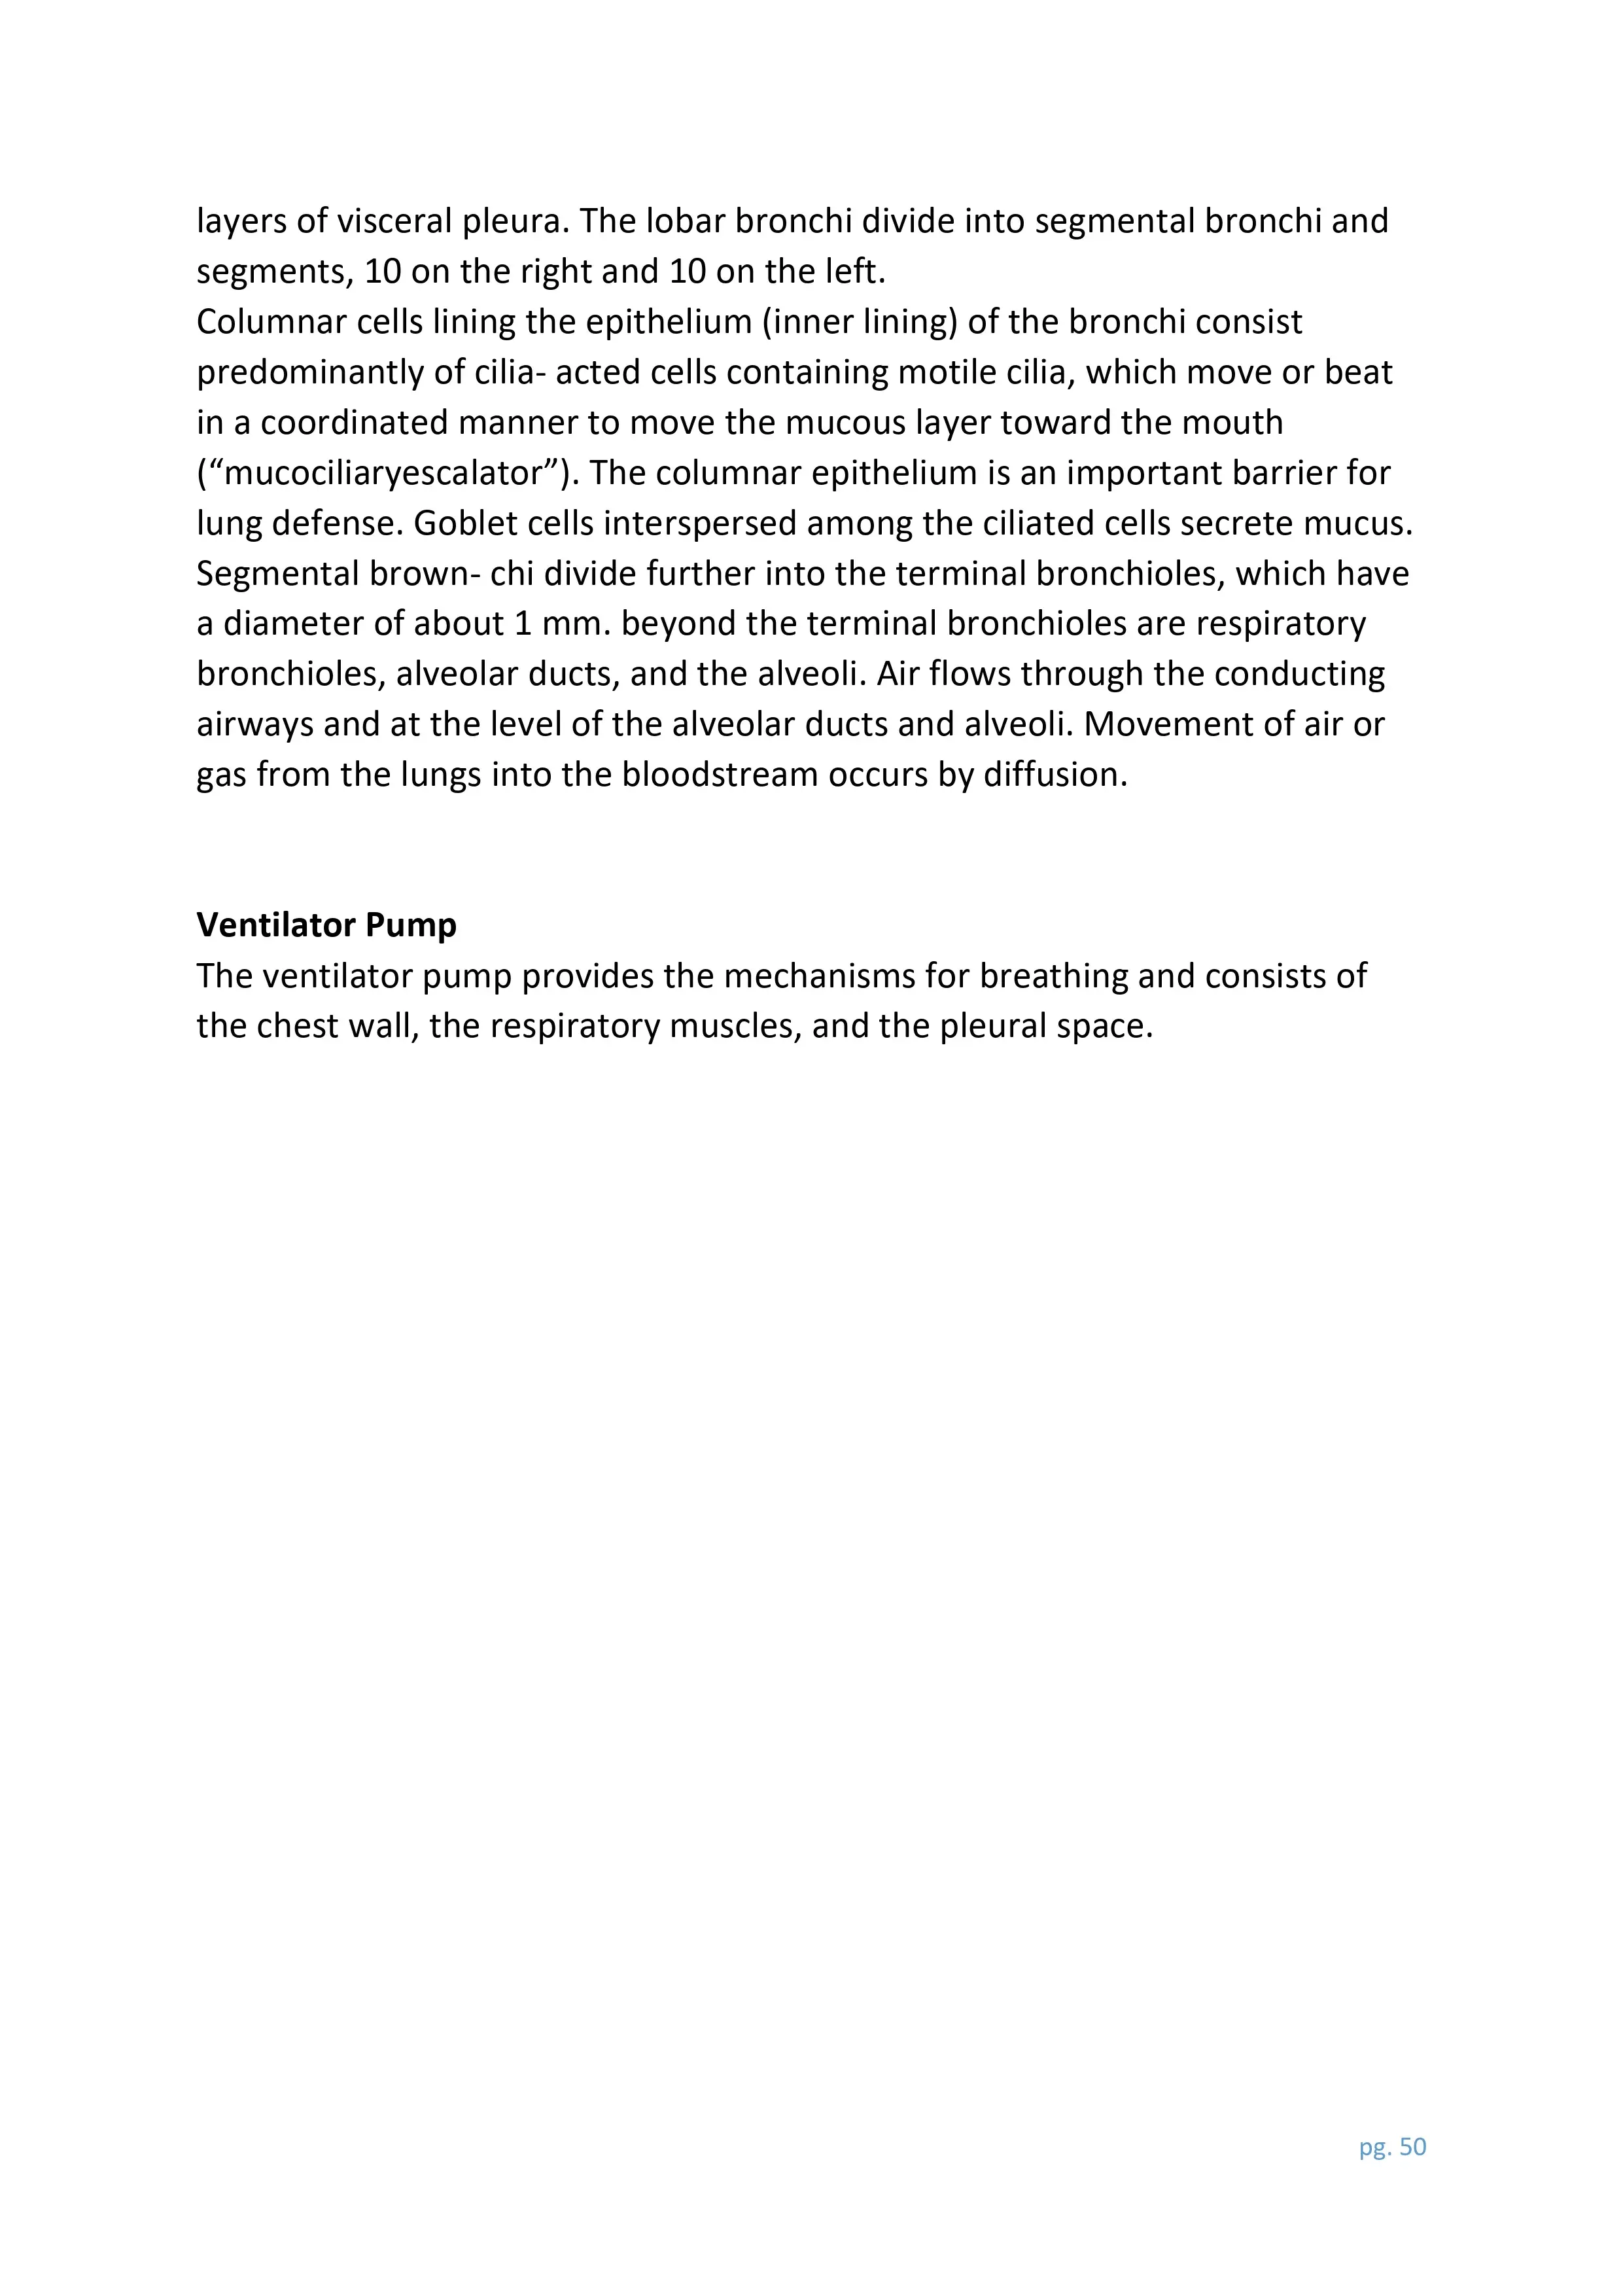 layers of visceral pleura. The lobar bronchi divide into segmental bronchi and
segments, 10 on the right and 10 on the left.
Columnar cells lining the epithelium (inner lining) of the bronchi consist
predominantly of cilia- acted cells containing motile cilia, which move or beat
in a coordinated manner to move the mucous layer toward the mouth
(“mucociliaryescalator”). The columnar epithelium is an important barrier for
lung defense. Goblet cells interspersed among the ciliated cells secrete mucus.
Segmental brown- chi divide further into the terminal bronchioles, which have
a diameter of about 1 mm. beyond the terminal bronchioles are respiratory
bronchioles, alveolar ducts, and the alveoli. Air flows through the conducting
airways and at the level of the alveolar ducts and alveoli. Movement of air or
gas from the lungs into the bloodstream occurs by diffusion.
Ventilator Pump
The ventilator pump provides the mechanisms for breathing and consists of
the chest wall, the respiratory muscles, and the pleural space.
pg. 50